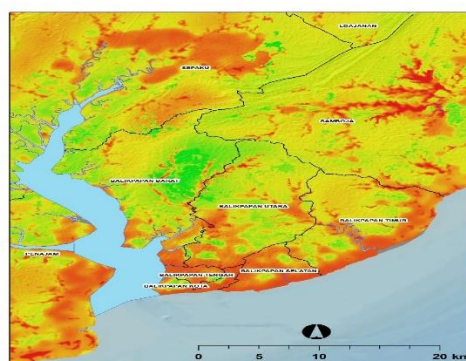 LOAJANAN
SEPAKU
SAMBOJA
BALIKPAPAN BARAT
BALIKPAPAN UTARA
BALIKPAPAN TIMUR
PENAJAM
BALIKPAPAN TENGAH
BALIKPAPAN SELATAN
BALIKPAPAN KOTA
0 5 10 20 km